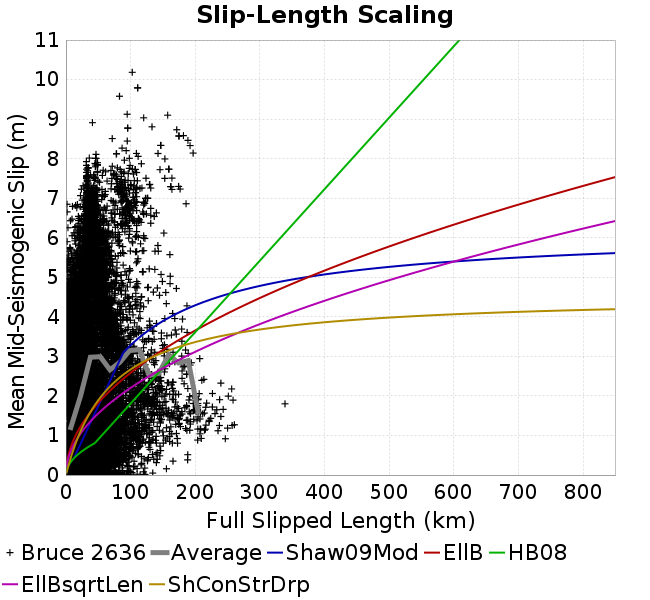 Slip-Length Scaling
Mean Mid-Seismogenic Slip (m)
11
10
9
8
7
6
5
4
3
2
1
0
0 100 200 300 400 500 600 700 800
Full Slipped Length (km)
Bruce 2636 Average Shaw09Mod EllB HB08
EllBsqrtLen ShConStrDrp